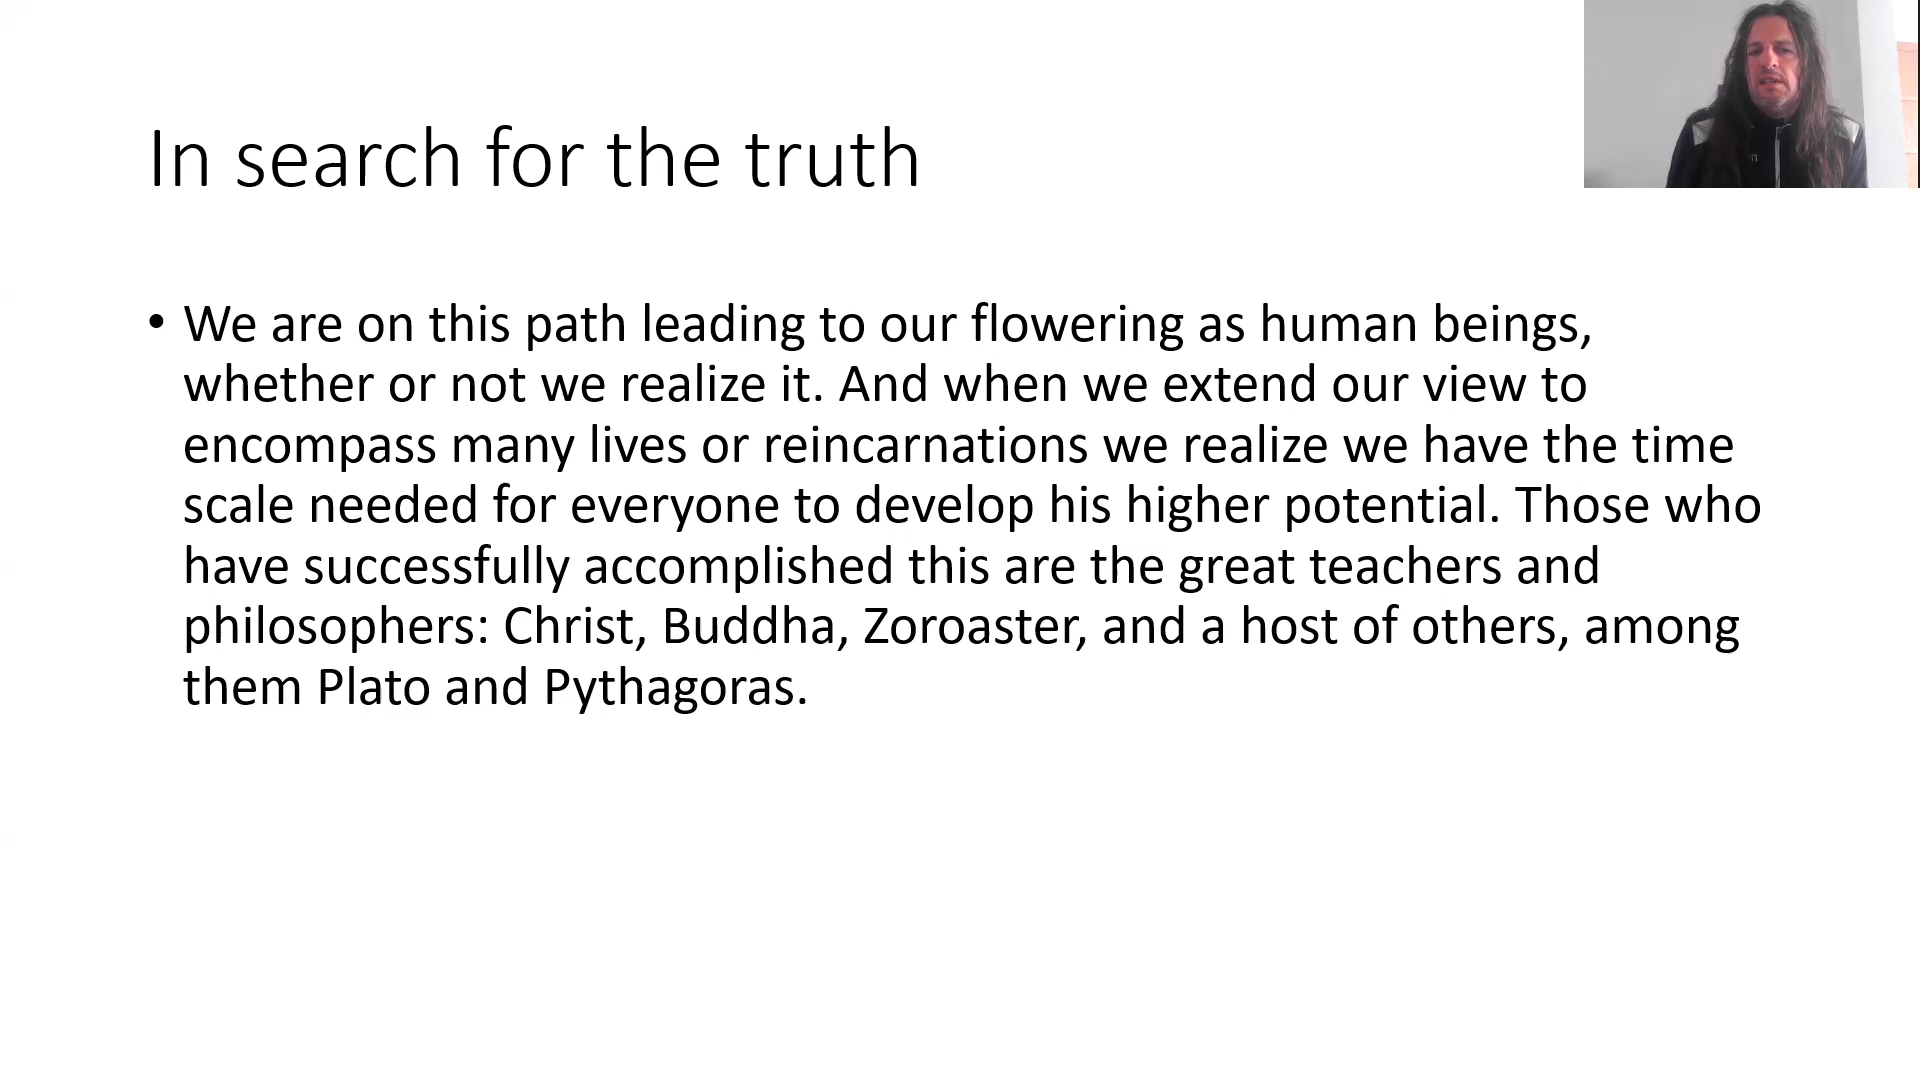 In search for the truth
• We are on this path leading to our flowering as human beings,
whether or not we realize it. And when we extend our view to
encompass many lives or reincarnations we realize we have the time
scale needed for everyone to develop his higher potential. Those who
have successfully accomplished this are the great teachers and
philosophers: Christ, Buddha, Zoroaster, and a host of others, among
them Plato and Pythagoras.